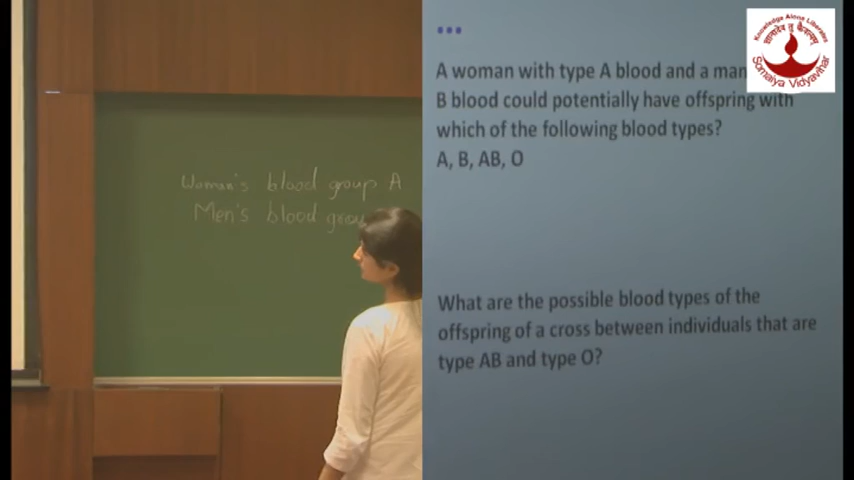 Woman's blood group A
Men's blood grou
...
A woman with type A blood and a man
B blood could potentially have offspring with
which of the following blood types?
A, B, AB, O
What are the possible blood types of the
offspring of a cross between individuals that are
type AB and type O?
Knowledge Alone Liberates
Somaiya Vidyavihar